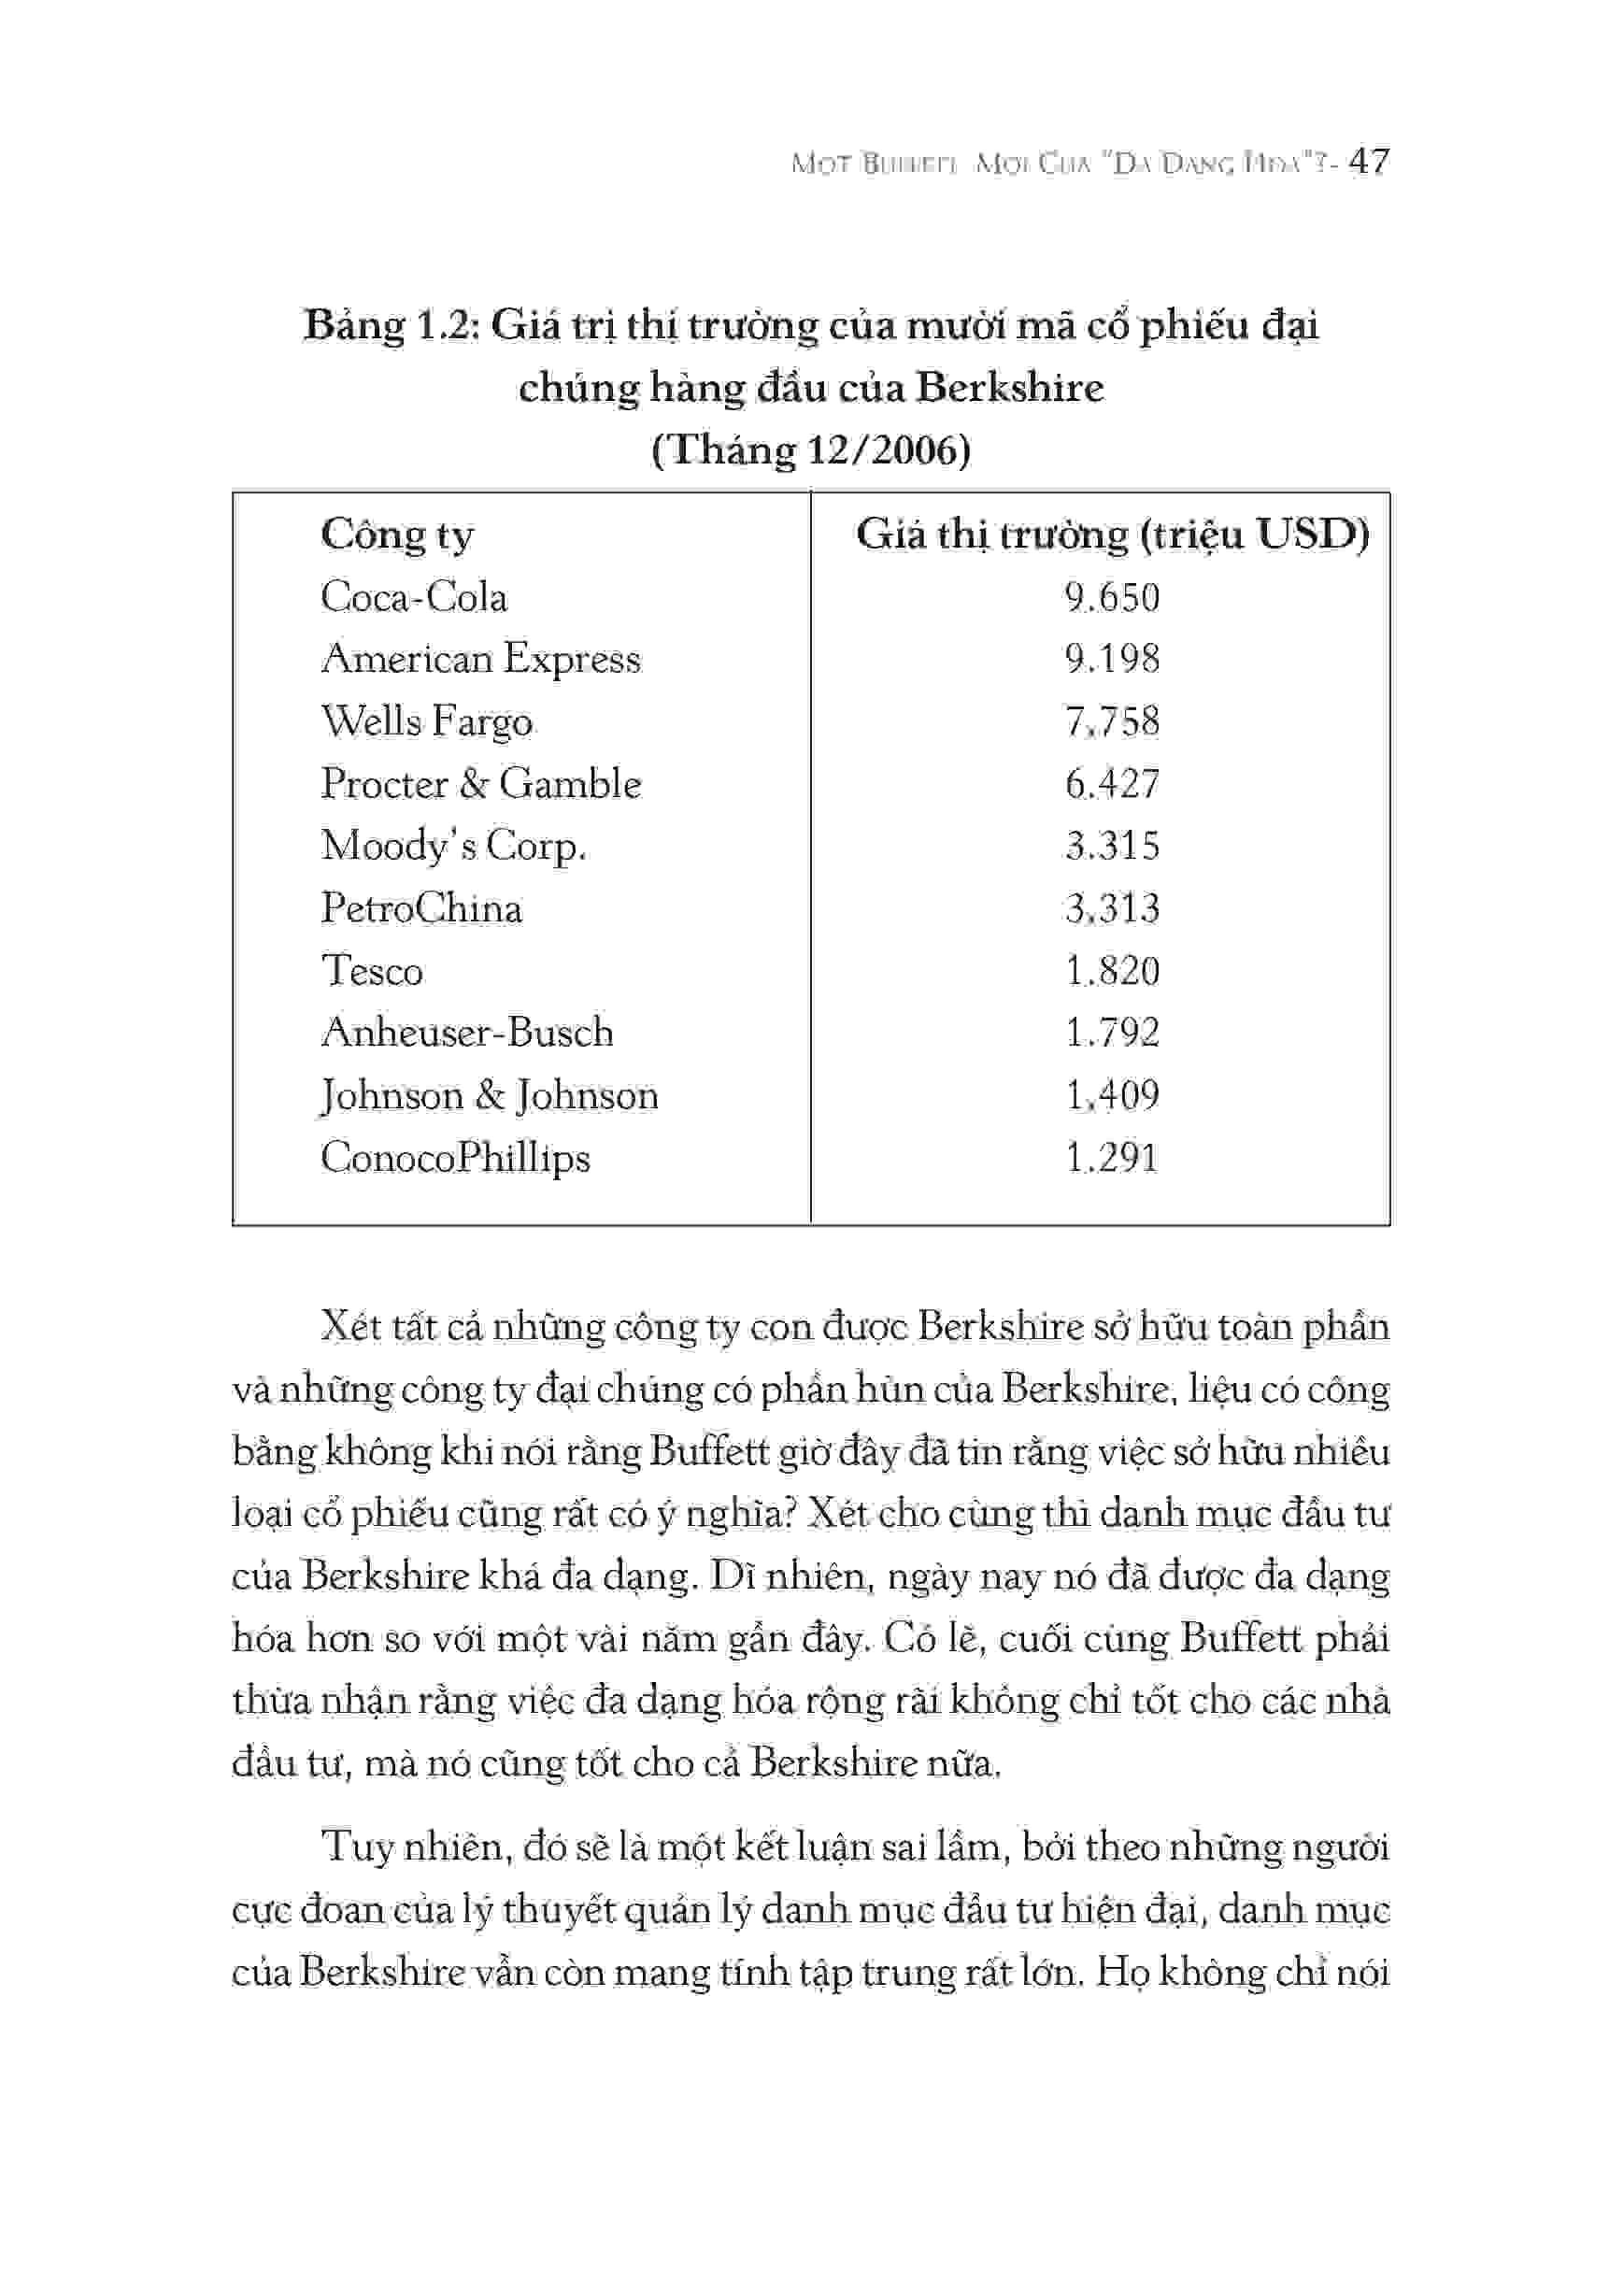 47
Bảng 1.2: Giá trị thị trường của mười mã cổ phiếu đại
chúng hàng đầu của Berkshire
(Tháng 12/2006)
Công ty Giá thị trường (triệu USD)
Coca-Cola 9.650
American Express 9.198
Wells Fargo 7.758
Procter & Gamble 6.427
Moody's Corp. 3.315
PetroChina 3.313
Tesco 1.820
Anheuser-Busch 1.792
Johnson & Johnson 1.409
ConocoPhillips 1.291
Xét tất cả những công ty con được Berkshire sở hữu toàn phần
và những công ty đại chúng có phần hùn của Berkshire, liệu có công
bằng không khi nói rằng Buffett giờ đây đã tin rằng việc sở hữu nhiều
loại cổ phiếu cũng rất có ý nghĩa? Xét cho cùng thì danh mục đầu tư
của Berkshire khá đa dạng. Dĩ nhiên, ngày nay nó đã được đa dạng
hóa hơn so với một vài năm gần đây. Có lẽ, cuối cùng Buffett phải
thừa nhận rằng việc đa dạng hóa rộng rãi không chỉ tốt cho các nhà
đầu tư, mà nó cũng tốt cho cả Berkshire nữa.
Tuy nhiên, đó sẽ là một kết luận sai lầm, bởi theo những người
cực đoan của lý thuyết quản lý danh mục đầu tư hiện đại, danh mục
của Berkshire vẫn còn mang tính tập trung rất lớn. Họ không chỉ nói